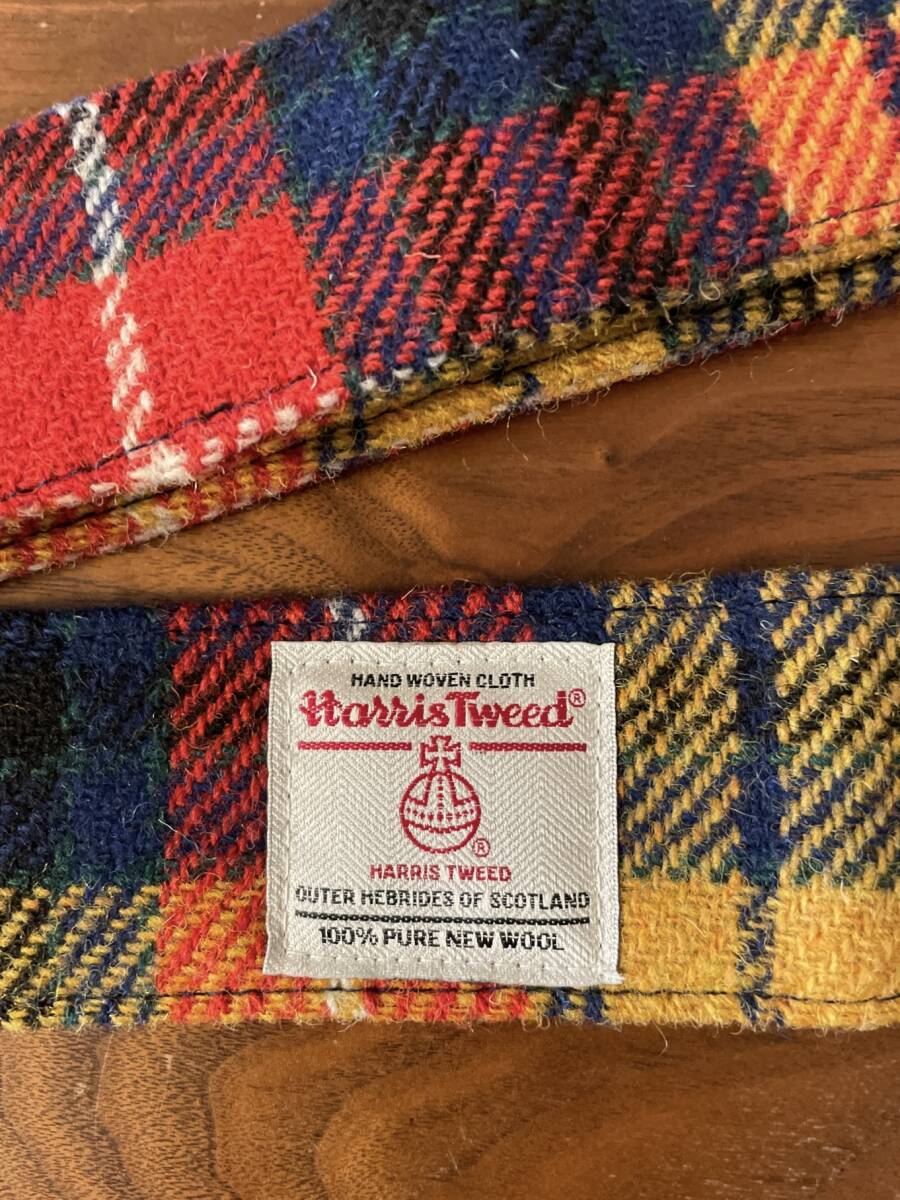 HAND WOVEN CLOTH
Harris Tweed®
®
HARRIS TWEED
OUTER HEBRIDES OF SCOTLAND
100% PURE NEW WOOL